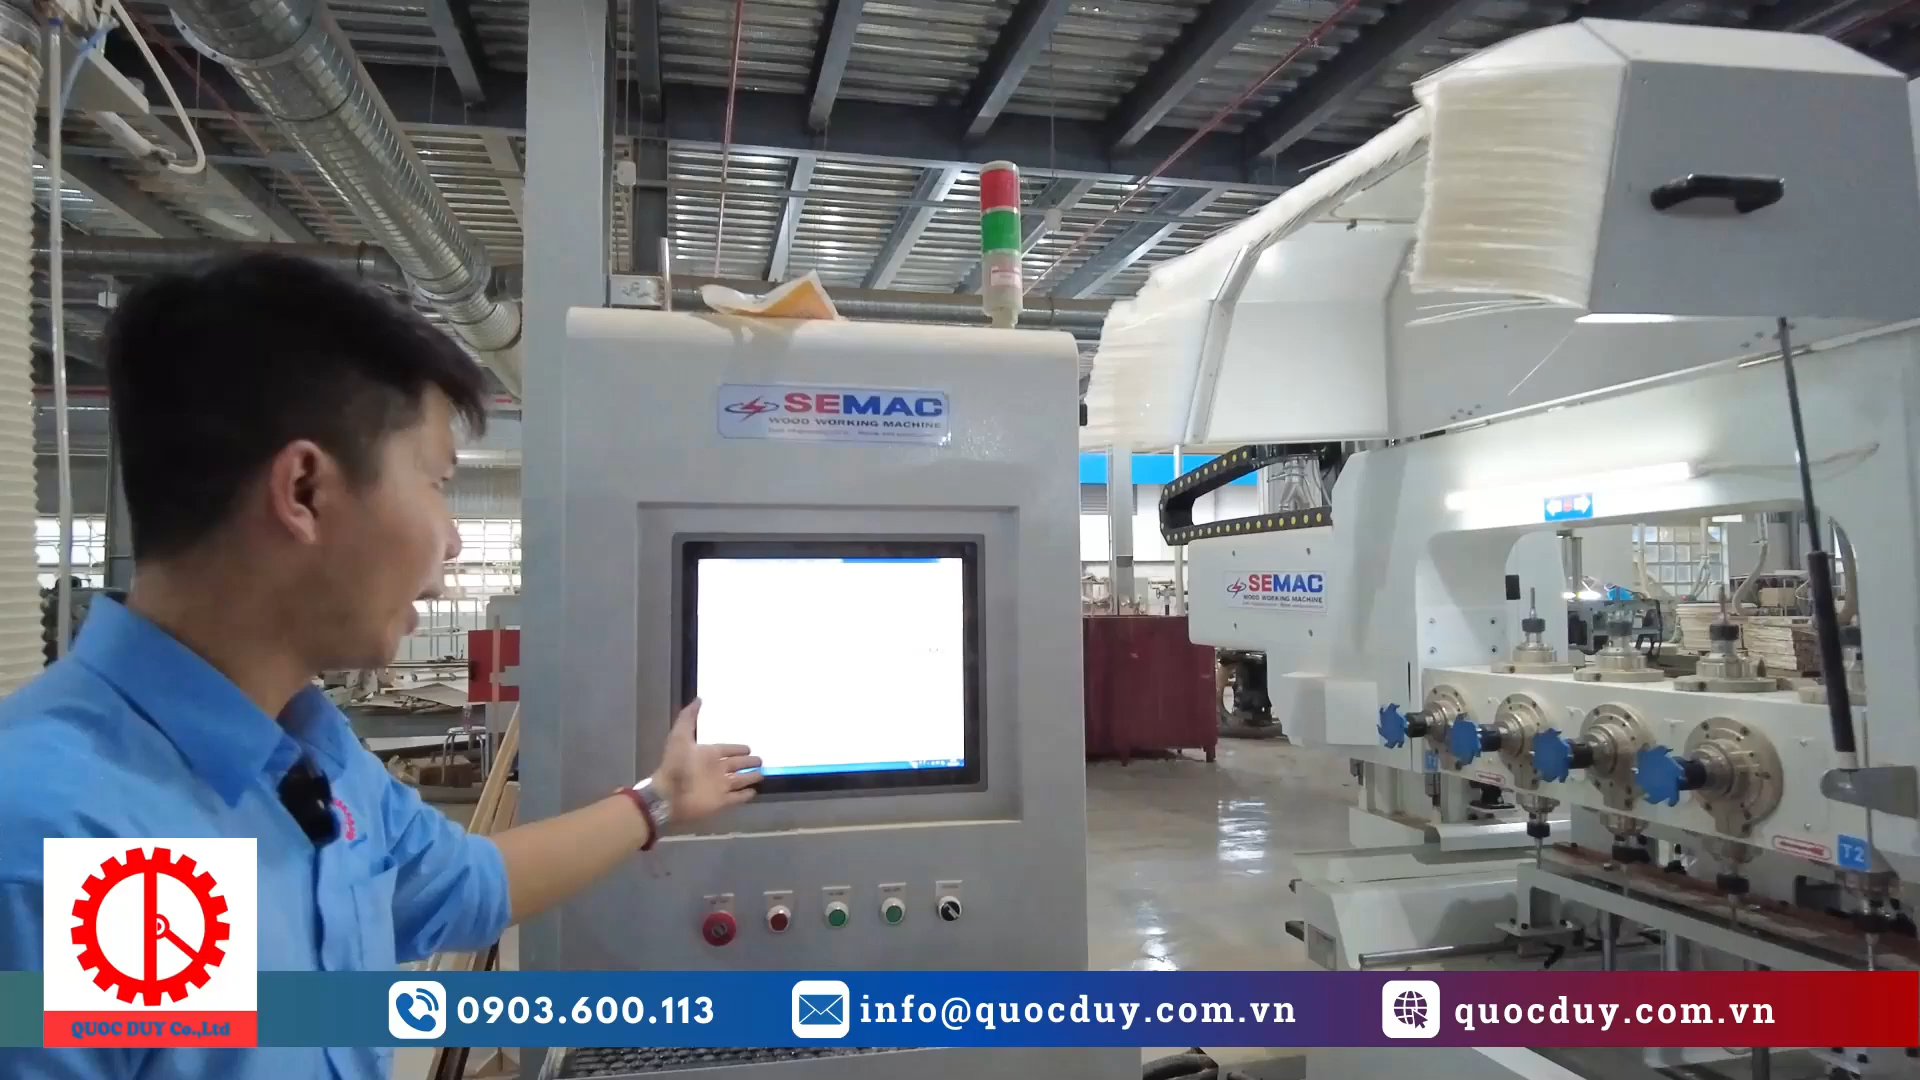 SEMAC
WOOD WORKING MACHINE
SEMAC
WOOD WORKING MACHINE
T2
QUOC DUY Co.,Ltd
0903.600.113
info@quocduy.com.vn
quocduy.com.vn